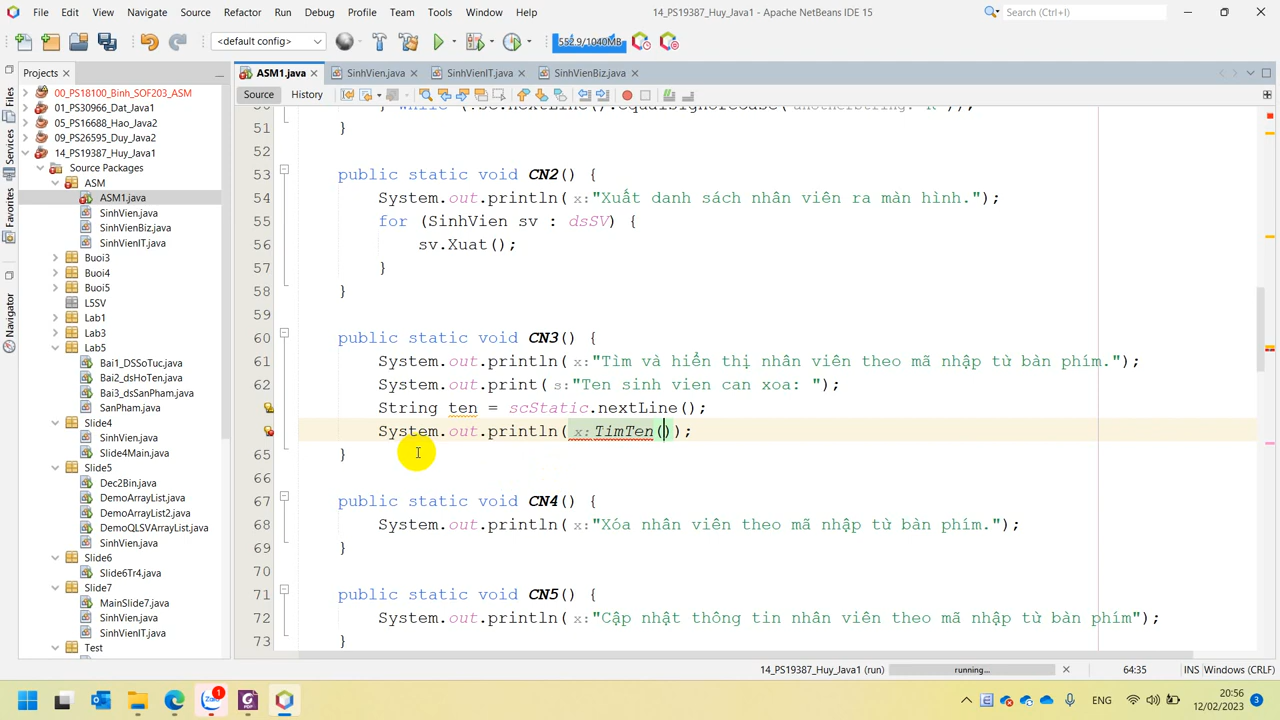 File Edit View Navigate Source Refactor Run Debug Profile Team Tools Window Help
14_PS19387_Huy_Java1 - Apache NetBeans IDE 15
Search (Ctrl+I)
<default config>
552.9/1040MB
Projects
ASM1.java
SinhVien.java
SinhVienIT.java
SinhVienBiz.java
Source History
Files
Services
Favorites
Navigator
00_PS18100_Binh_SOF203_ASM
01_PS30966_Dat_Java1
05_PS16688_Hao_Java2
09_PS26595_Duy_Java2
14_PS19387_Huy_Java1
Source Packages
ASM
ASM1.java
SinhVien.java
SinhVienBiz.java
SinhVienIT.java
Buoi3
Buoi4
Buoi5
L5SV
Lab1
Lab3
Lab5
Bai1_DSSoTuc.java
Bai2_dsHoTen.java
Bai3_dsSanPham.java
SanPham.java
Slide4
SinhVien.java
Slide4Main.java
Slide5
Dec2Bin.java
DemoArrayList.java
DemoArrayList2.java
DemoQLSVArrayList.java
SinhVien.java
Slide6
Slide6Tr4.java
Slide7
MainSlide7.java
SinhVien.java
SinhVienIT.java
Test
51 }
52
53 public static void CN2() {
54 System.out.println(x:"Xuất danh sách nhân viên ra màn hình.");
55 for (SinhVien sv : dsSV) {
56 sv.Xuat();
57 }
58 }
59
60 public static void CN3() {
61 System.out.println(x:"Tìm và hiển thị nhân viên theo mã nhập từ bàn phím.");
62 System.out.print(s:"Ten sinh vien can xoa: ");
String ten = scStatic.nextLine();
System.out.println(x:TimTen());
65 }
66
67 public static void CN4() {
68 System.out.println(x:"Xóa nhân viên theo mã nhập từ bàn phím.");
69 }
70
71 public static void CN5() {
72 System.out.println(x:"Cập nhật thông tin nhân viên theo mã nhập từ bàn phím");
73 }
14_PS19387_Huy_Java1 (run) running... 64:35 INS Windows (CRLF)
Zalo 1
ENG 20:56
12/02/2023 3